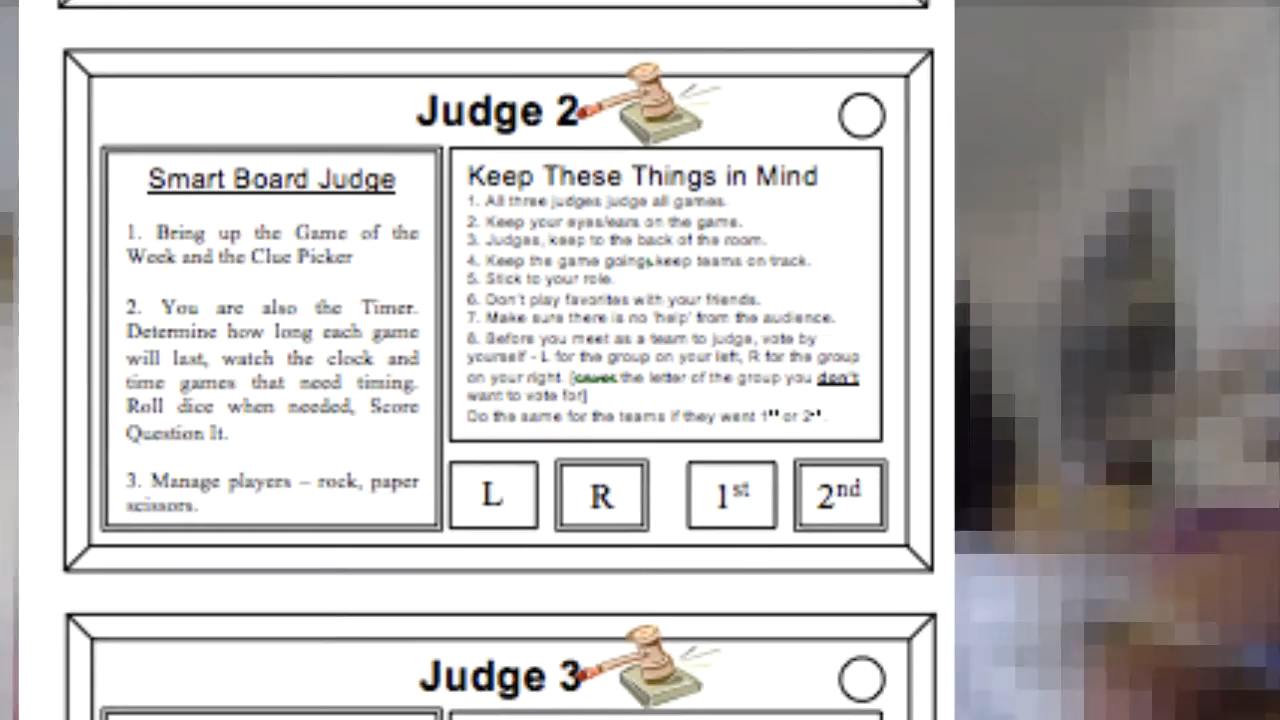 Judge 2
Smart Board Judge
1. Bring up the Game of the
Week and the Clue Picker
2. You are also the Timer.
Determine how long each game
will last, watch the clock and
time games that need timing.
Roll dice when needed, Score
Question It.
3. Manage players – rock, paper
scissors.
Keep These Things in Mind
1. All three judges judge all games.
2. Keep your eyes/ears on the game.
3. Judges, keep to the back of the room.
4. Keep the game going, keep teams on track.
5. Stick to your role.
6. Don't play favorites with your friends.
7. Make sure there is no 'help' from the audience.
8. Before you meet as a team to judge, vote by
yourself - L for the group on your left, R for the group
on your right. [cover the letter of the group you don't
want to vote for]
Do the same for the teams if they went 1st or 2nd.
L
R
1st
2nd
Judge 3